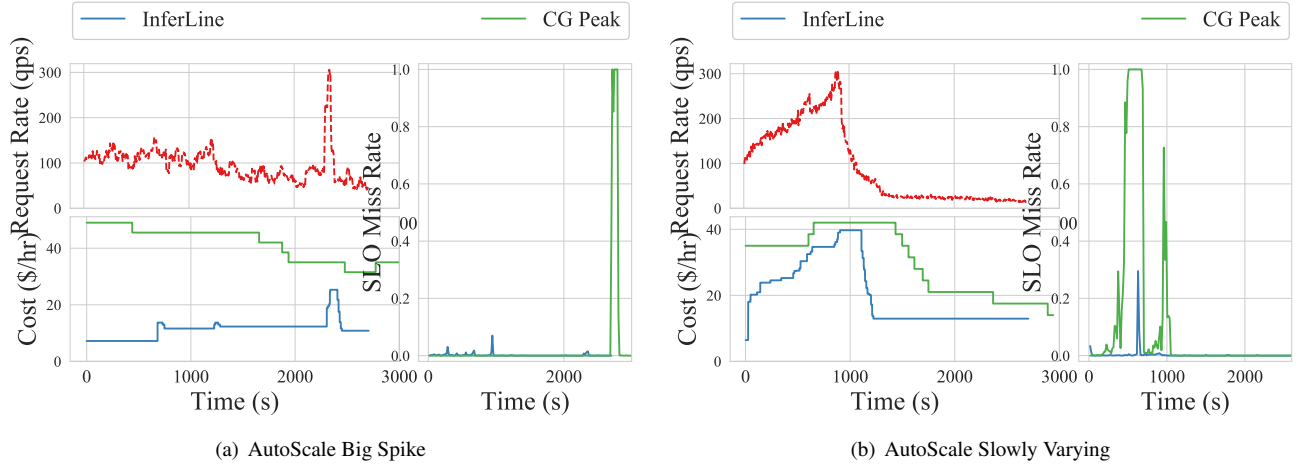 InferLine CG Peak
InferLine CG Peak
Request Rate (qps)
300
200
100
0
Cost ($/hr)
40
20
0
0 1000 2000 3000
Time (s)
SLO Miss Rate
1.0
0.8
0.6
00
0.4
0.2
0.0
0 2000
Time (s)
(a) AutoScale Big Spike
Request Rate (qps)
300
200
100
0
Cost ($/hr)
40
20
0
0 1000 2000 3000
Time (s)
SLO Miss Rate
1.0
0.8
0.6
00
0.4
0.2
0.0
0 1000 2000
Time (s)
(b) AutoScale Slowly Varying